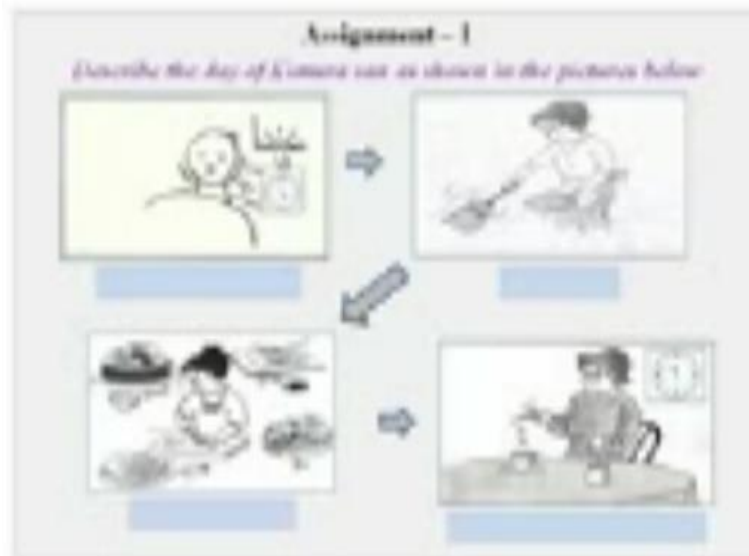 Assignment - 1
Describe the day of as shown in the pictures below